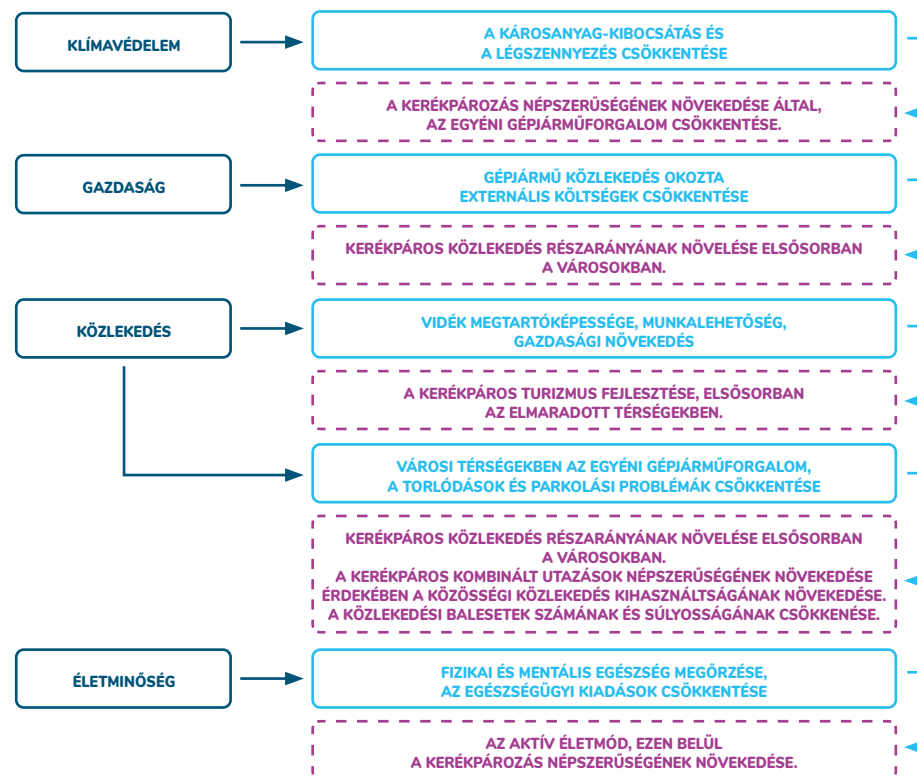 KLÍMAVÉDELEM
A KÁROSANYAG-KIBOCSÁTÁS ÉS
A LÉGSZENNYEZÉS CSÖKKENTÉSE
A KERÉKPÁROZÁS NÉPSZERŰSÉGÉNEK NÖVEKEDÉSE ÁLTAL,
AZ EGYÉNI GÉPJÁRMŰFORGALOM CSÖKKENTÉSE.
GAZDASÁG
GÉPJÁRMŰ KÖZLEKEDÉS OKOZTA
EXTERNÁLIS KÖLTSÉGEK CSÖKKENTÉSE
KERÉKPÁROS KÖZLEKEDÉS RÉSZARÁNYÁNAK NÖVELÉSE ELSŐSORBAN
A VÁROSOKBAN.
KÖZLEKEDÉS
VIDÉK MEGTARTÓKÉPESSÉGE, MUNKALEHETŐSÉG,
GAZDASÁGI NÖVEKEDÉS
A KERÉKPÁROS TURIZMUS FEJLESZTÉSE, ELSŐSORBAN
AZ ELMARADOTT TÉRSÉGEKBEN.
VÁROSI TÉRSÉGEKBEN AZ EGYÉNI GÉPJÁRMŰFORGALOM,
A TORLÓDÁSOK ÉS PARKOLÁSI PROBLÉMÁK CSÖKKENTÉSE
KERÉKPÁROS KÖZLEKEDÉS RÉSZARÁNYÁNAK NÖVELÉSE ELSŐSORBAN
A VÁROSOKBAN.
A KERÉKPÁROS KOMBINÁLT UTAZÁSOK NÉPSZERŰSÉGÉNEK NÖVEKEDÉSE
ÉRDEKÉBEN A KÖZÖSSÉGI KÖZLEKEDÉS KIHASZNÁLTSÁGÁNAK NÖVEKEDÉSE.
A KÖZLEKEDÉSI BALESETEK SZÁMÁNAK ÉS SÚLYOSSÁGÁNAK CSÖKKENÉSE.
ÉLETMINŐSÉG
FIZIKAI ÉS MENTÁLIS EGÉSZSÉG MEGŐRZÉSE,
AZ EGÉSZSÉGÜGYI KIADÁSOK CSÖKKENTÉSE
AZ AKTÍV ÉLETMÓD, EZEN BELÜL
A KERÉKPÁROZÁS NÉPSZERŰSÉGÉNEK NÖVEKEDÉSE.